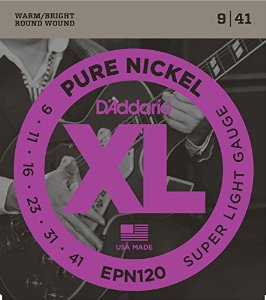 WARM/BRIGHT
ROUND WOUND
9 | 41
PURE NICKEL
D'Addario
XL
9 · 11 · 16 · 23 · 31 · 41
USA MADE
EPN120
SUPER LIGHT GAUGE